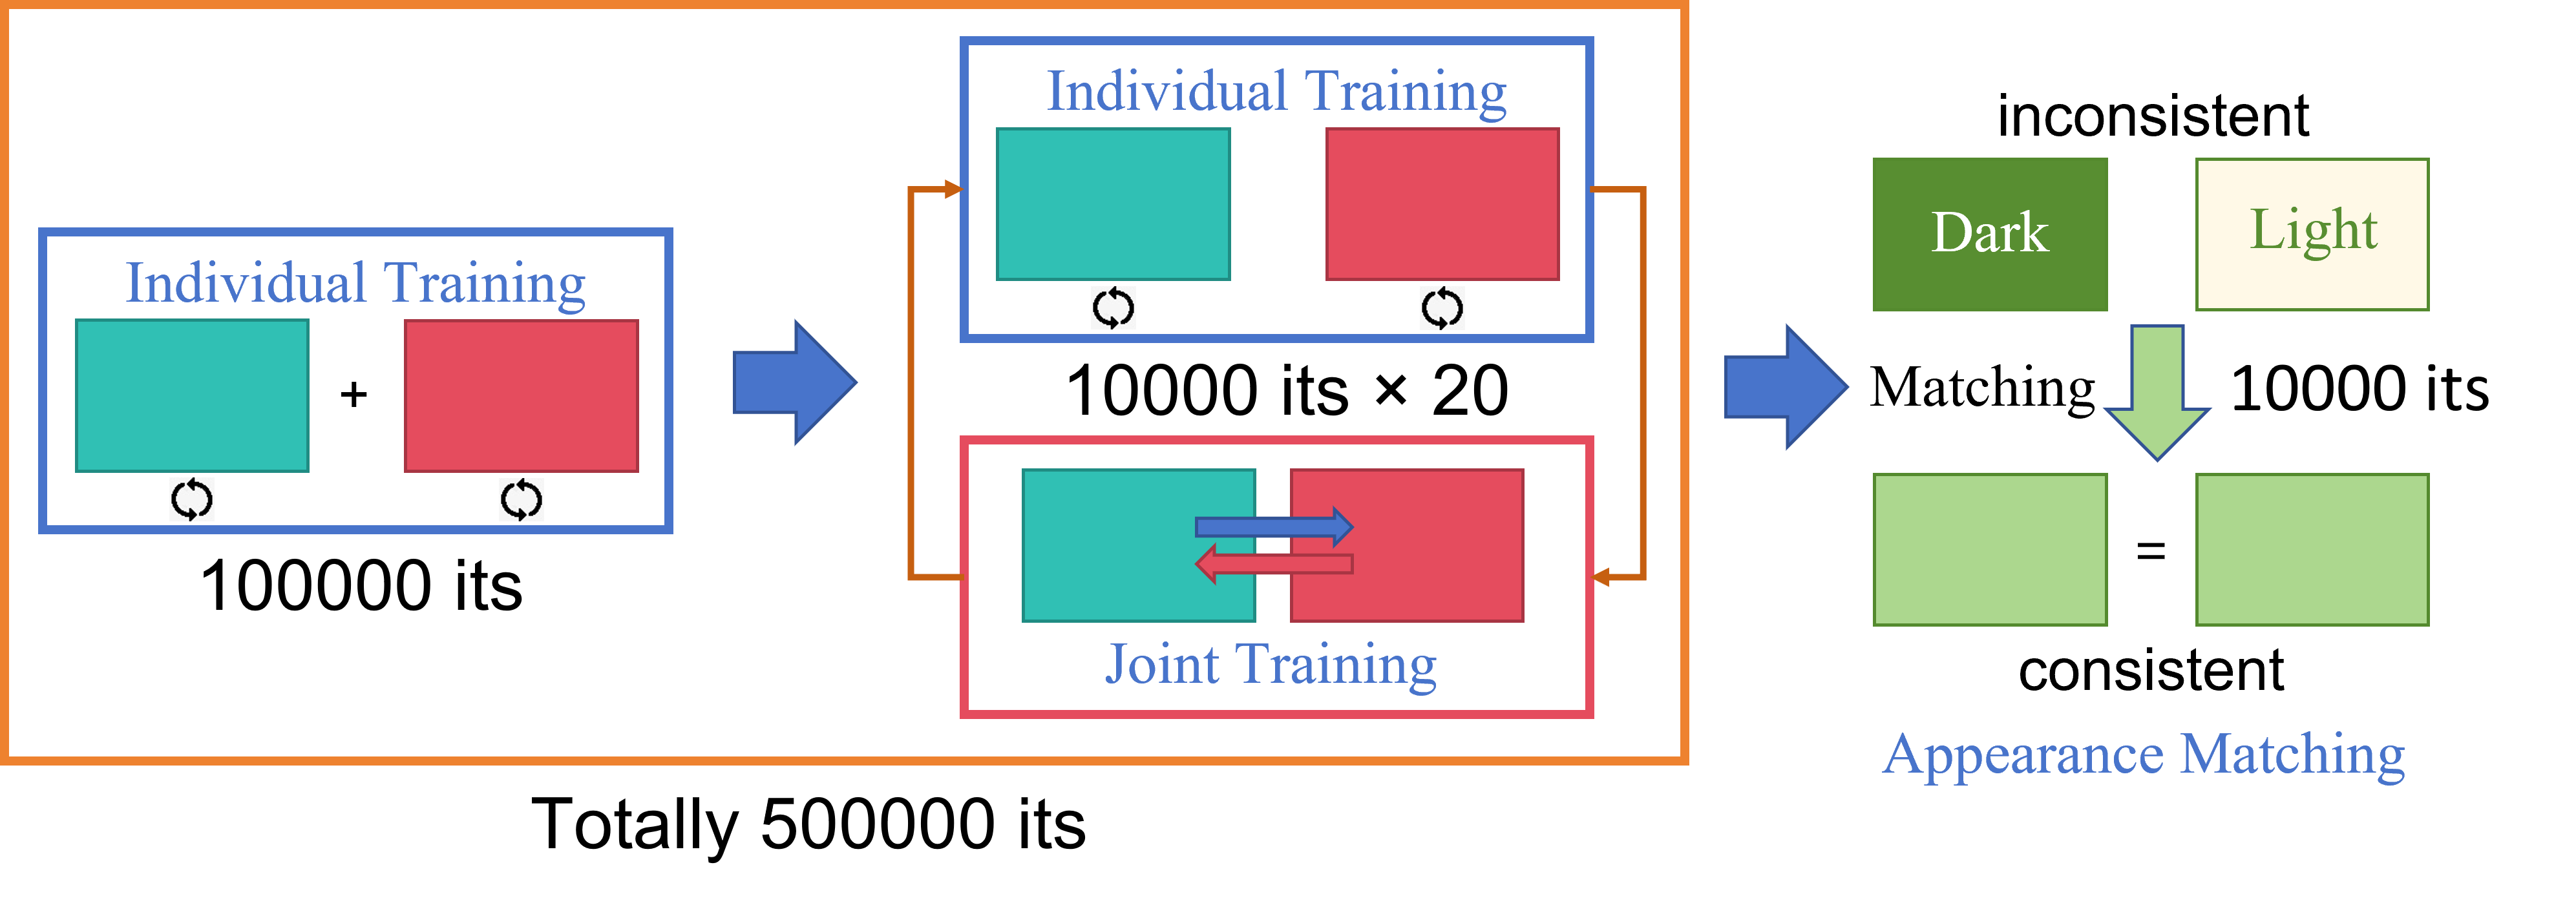 Individual Training
+
100000 its
Individual Training
10000 its × 20
Joint Training
Totally 500000 its
inconsistent
Dark
Light
Matching
10000 its
=
consistent
Appearance Matching